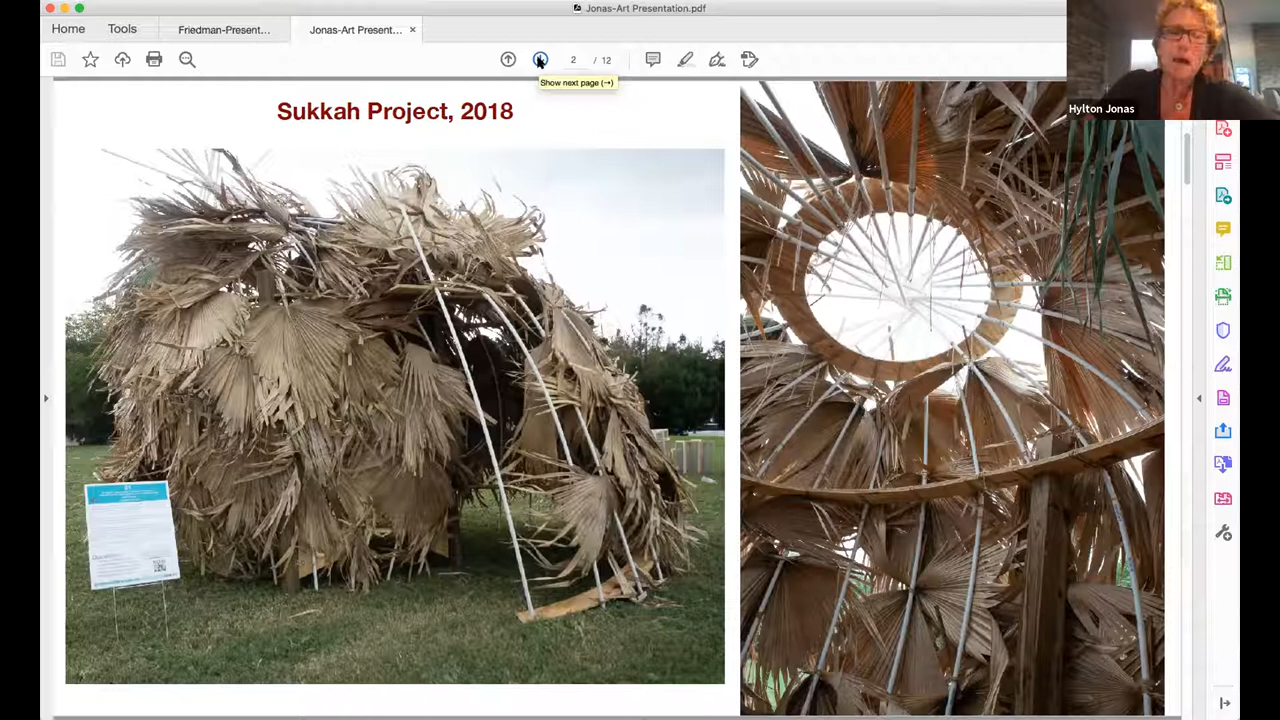 Jonas-Art Presentation.pdf
Home
Tools
Friedman-Present...
Jonas-Art Present...
×
2 / 12
Show next page (→)
Hylton Jonas
Sukkah Project, 2018